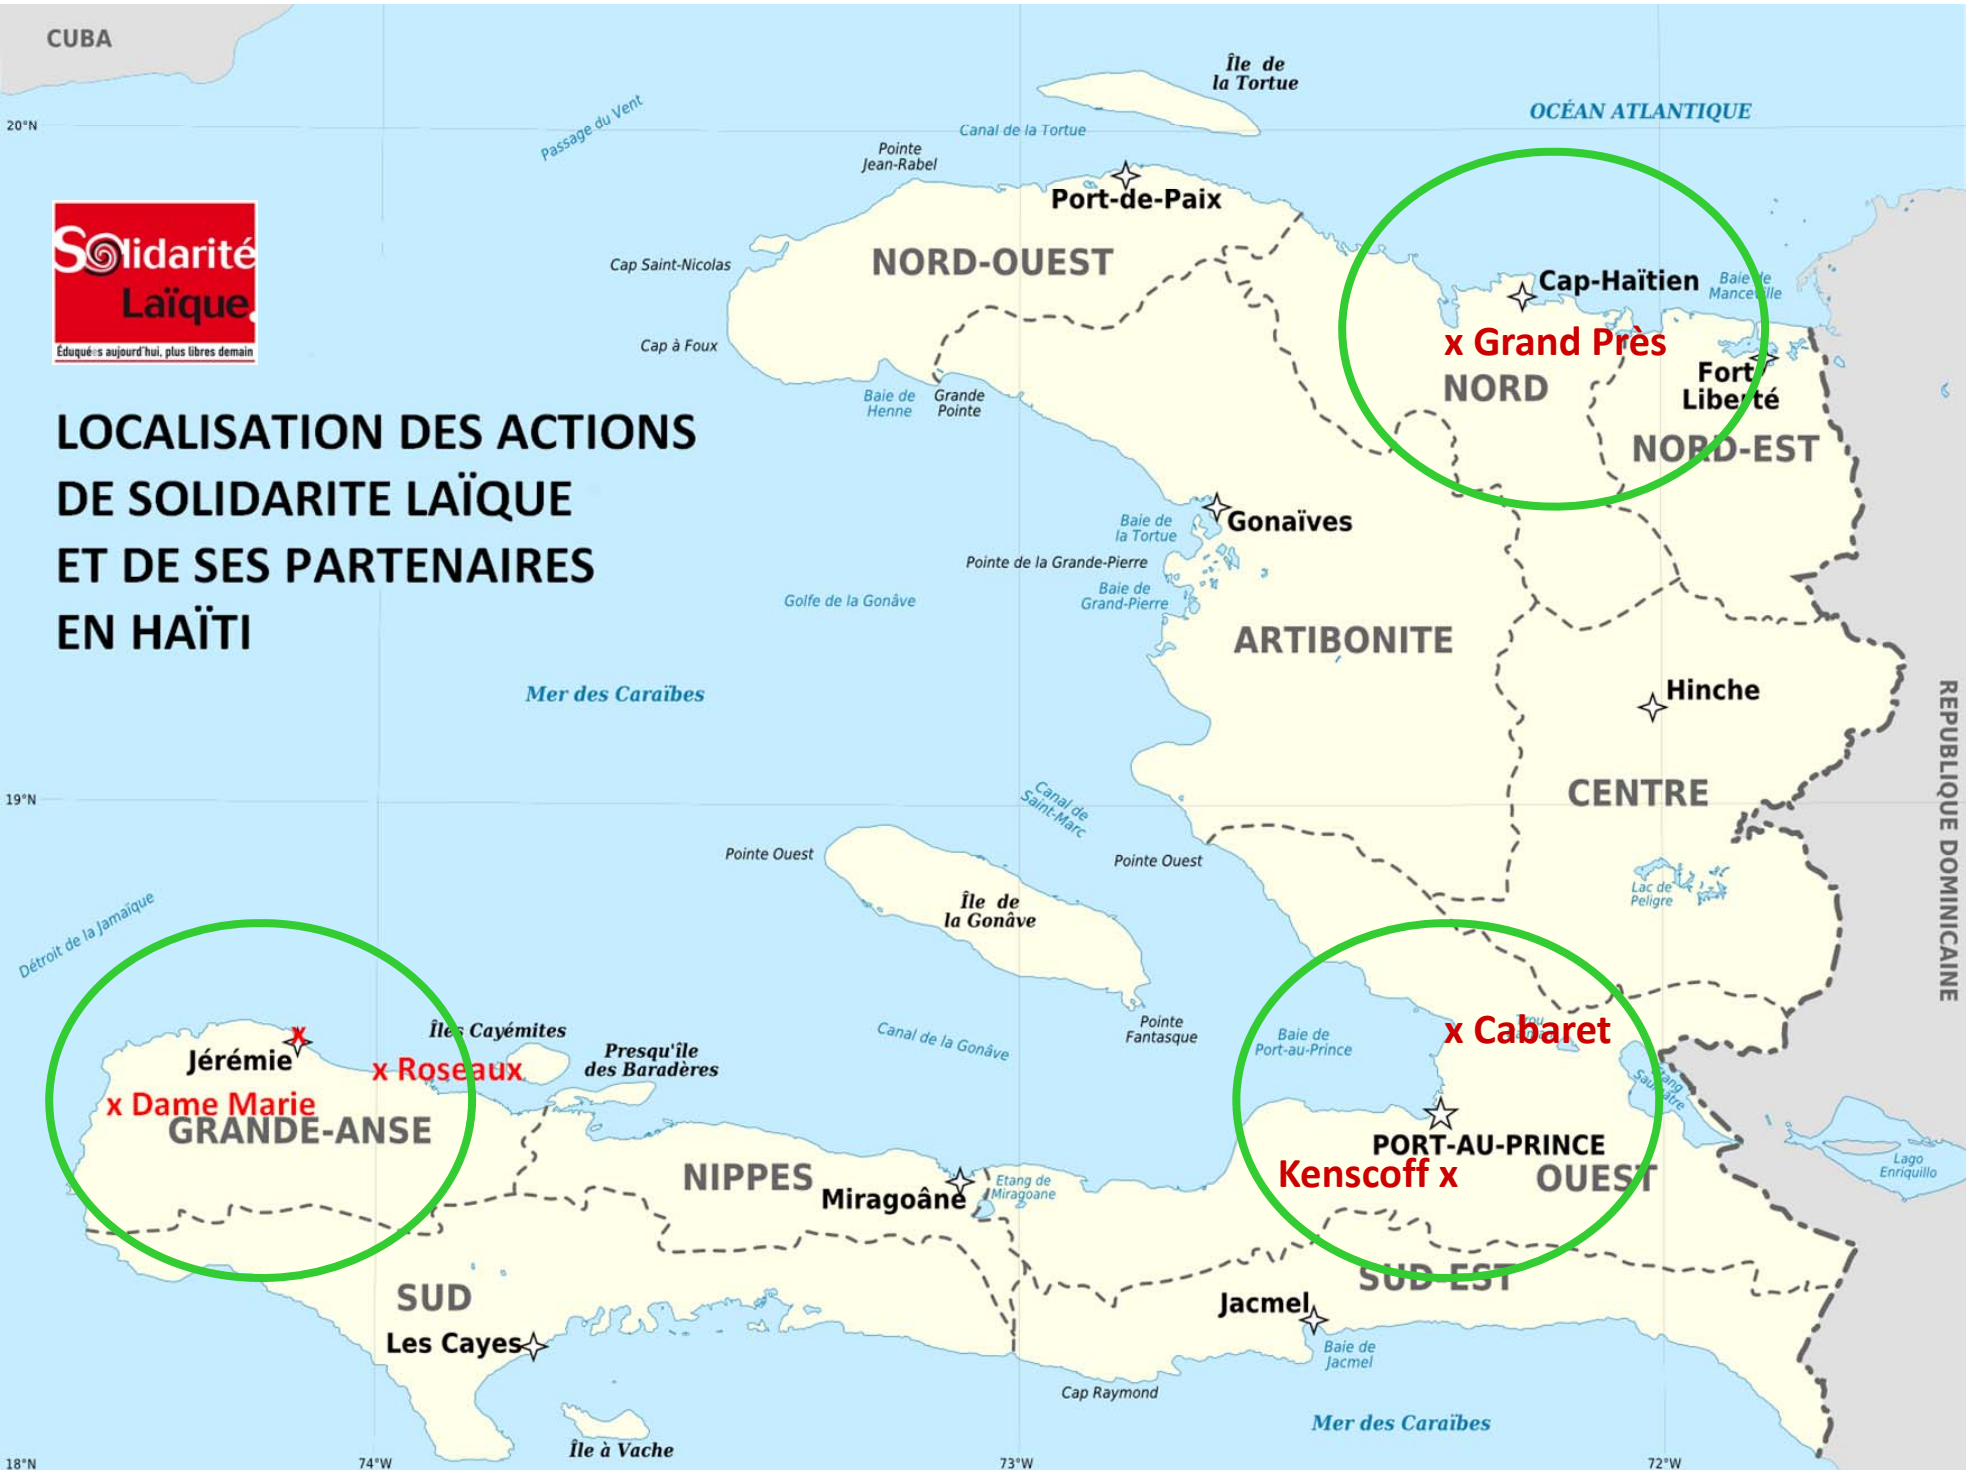 CUBA
Île de
la Tortue
OCÉAN ATLANTIQUE
20°N
Passage du Vent
Canal de la Tortue
Pointe
Jean-Rabel
Port-de-Paix
Solidarité
Laïque
Éduqué·e·s aujourd'hui, plus libres demain
NORD-OUEST
Cap Saint-Nicolas
Cap-Haïtien
Baie de
Manceville
Cap à Foux
x Grand Près
Fort
Liberté
NORD
Baie de
Henne
Grande
Pointe
NORD-EST
LOCALISATION DES ACTIONS
DE SOLIDARITE LAÏQUE
ET DE SES PARTENAIRES
EN HAÏTI
Baie de
la Tortue
Gonaïves
Pointe de la Grande-Pierre
Baie de
Grand-Pierre
Golfe de la Gonâve
ARTIBONITE
Mer des Caraïbes
Hinche
REPUBLIQUE DOMINICAINE
19°N
Canal de
Saint-Marc
CENTRE
Pointe Ouest
Pointe Ouest
Lac de
Peligre
Île de
la Gonâve
Détroit de la Jamaïque
x
Jérémie
Îles Cayémites
x Roseaux
Presqu'île
des Baradères
Canal de la Gonâve
Pointe
Fantasque
Baie de
Port-au-Prince
Trou
x Cabaret
Etang
Saumâtre
x Dame Marie
GRANDE-ANSE
PORT-AU-PRINCE
Kenscoff x
OUEST
Lago
Enriquillo
NIPPES
Miragoâne
Etang de
Miragoane
SUD
SUD-EST
Jacmel
Les Cayes
Baie de
Jacmel
Cap Raymond
Mer des Caraïbes
Île à Vache
18°N
74°W
73°W
72°W